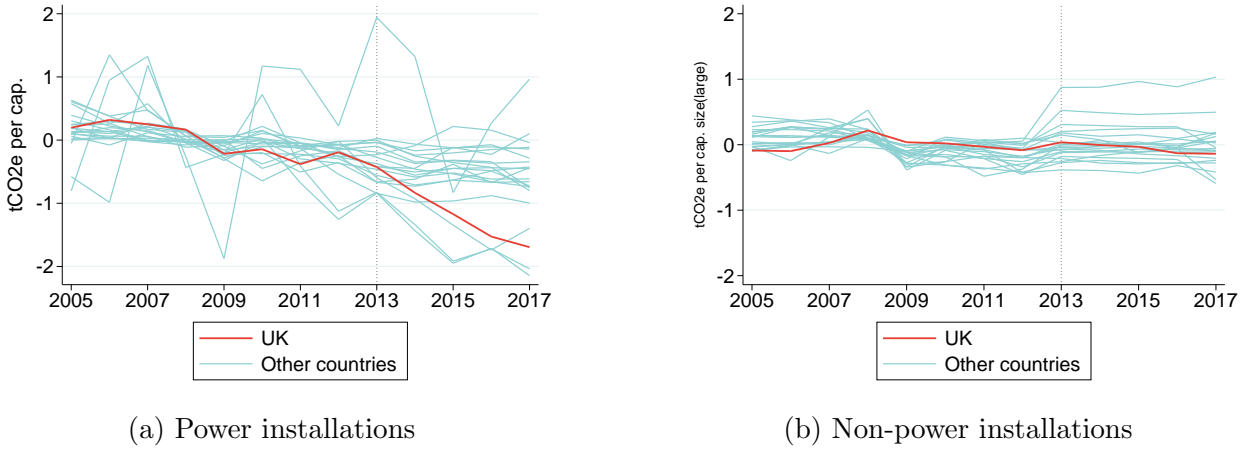 tCO2e per cap.
2
1
0
-1
-2
2005 2007 2009 2011 2013 2015 2017
UK
Other countries
(a) Power installations
tCO2e per cap. size(large)
2
1
0
-1
-2
2005 2007 2009 2011 2013 2015 2017
UK
Other countries
(b) Non-power installations